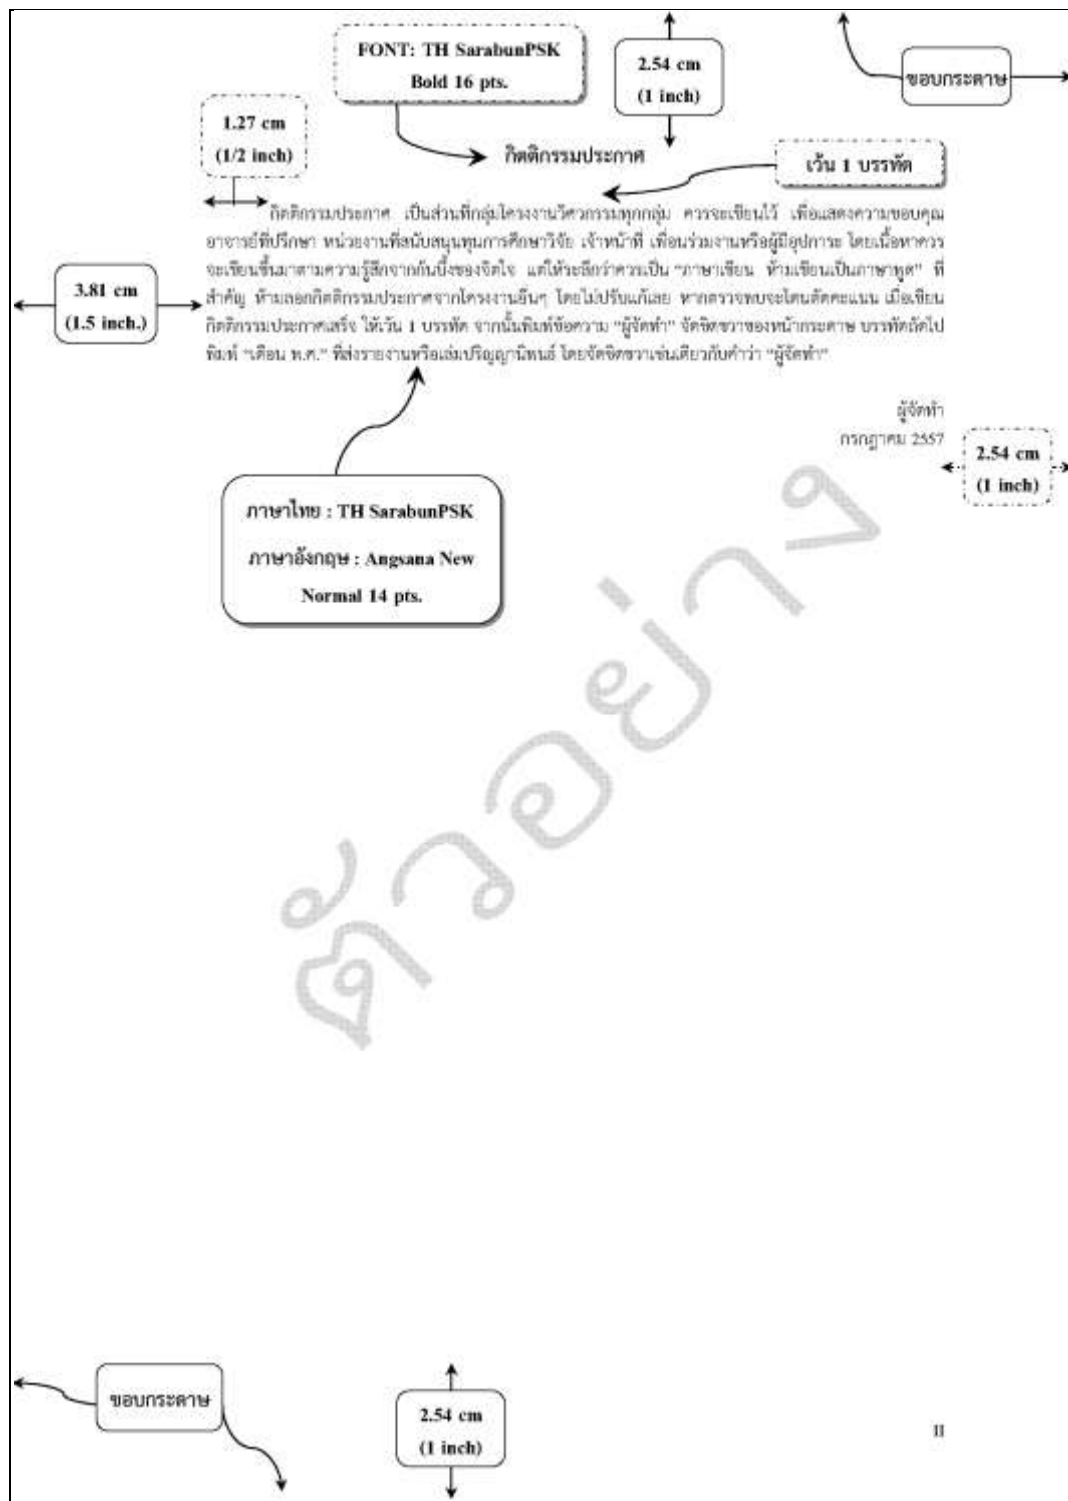 FONT: TH SarabunPSK
Bold 16 pts.
2.54 cm
(1 inch)
ขอบกระดาษ
1.27 cm
(1/2 inch)
กิตติกรรมประกาศ
เว้น 1 บรรทัด
กิตติกรรมประกาศ เป็นส่วนที่กลุ่มโครงงานวิศวกรรมทุกกลุ่ม ควรจะเขียนไว้ เพื่อแสดงความขอบคุณ
อาจารย์ที่ปรึกษา หน่วยงานที่สนับสนุนทุนการศึกษาวิจัย เจ้าหน้าที่ เพื่อนร่วมงานหรือผู้มีอุปการะ โดยเนื้อหาควร
จะเขียนขึ้นมาตามความรู้สึกจากก้นบึ้งของจิตใจ แต่ให้ระลึกว่าควรเป็น “ภาษาเขียน ห้ามเขียนเป็นภาษาพูด” ที่
สำคัญ ห้ามลอกกิตติกรรมประกาศจากโครงงานอื่นๆ โดยไม่ปรับแก้เลย หากตรวจพบจะโดนตัดคะแนน เมื่อเขียน
กิตติกรรมประกาศเสร็จ ให้เว้น 1 บรรทัด จากนั้นพิมพ์ข้อความ “ผู้จัดทำ” จัดชิดขวาของหน้ากระดาษ บรรทัดถัดไป
พิมพ์ “เดือน พ.ศ.” ที่ส่งรายงานหรือเล่มปริญญานิพนธ์ โดยจัดชิดขวาเช่นเดียวกับคำว่า “ผู้จัดทำ”
3.81 cm
(1.5 inch.)
ผู้จัดทำ
กรกฎาคม 2557
2.54 cm
(1 inch)
ภาษาไทย : TH SarabunPSK
ภาษาอังกฤษ : Angsana New
Normal 14 pts.
ตัวอย่าง
ขอบกระดาษ
2.54 cm
(1 inch)
II